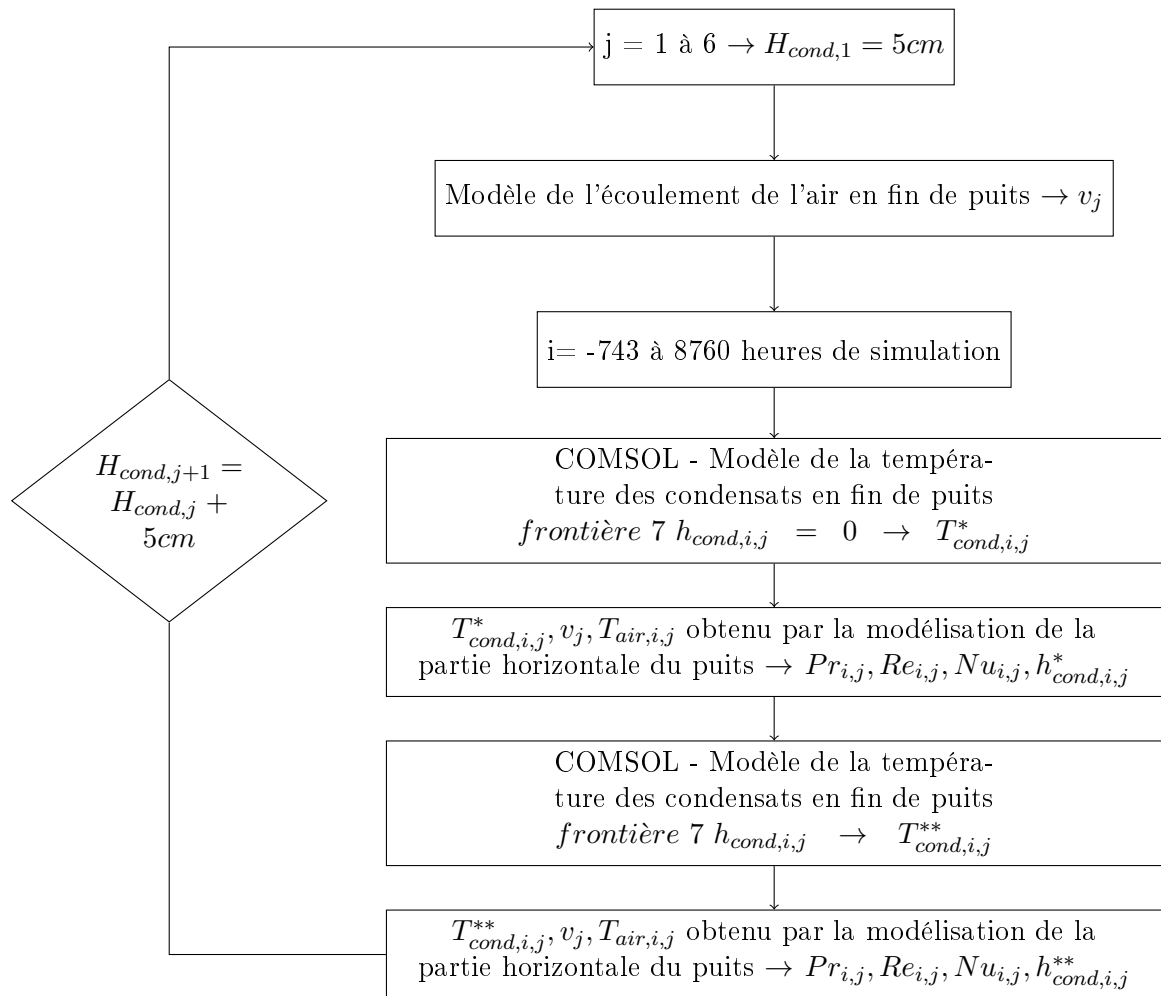 j = 1 à 6 → H_{cond,1} = 5cm
Modèle de l'écoulement de l'air en fin de puits → v_j
i= -743 à 8760 heures de simulation
COMSOL - Modèle de la tempéra-
ture des condensats en fin de puits
frontière 7 h_{cond,i,j} = 0 → T^*_{cond,i,j}
T^*_{cond,i,j}, v_j, T_{air,i,j} obtenu par la modélisation de la
partie horizontale du puits → Pr_{i,j}, Re_{i,j}, Nu_{i,j}, h^*_{cond,i,j}
COMSOL - Modèle de la tempéra-
ture des condensats en fin de puits
frontière 7 h_{cond,i,j} → T^{**}_{cond,i,j}
T^{**}_{cond,i,j}, v_j, T_{air,i,j} obtenu par la modélisation de la
partie horizontale du puits → Pr_{i,j}, Re_{i,j}, Nu_{i,j}, h^{**}_{cond,i,j}
H_{cond,j+1} =
H_{cond,j} +
5cm